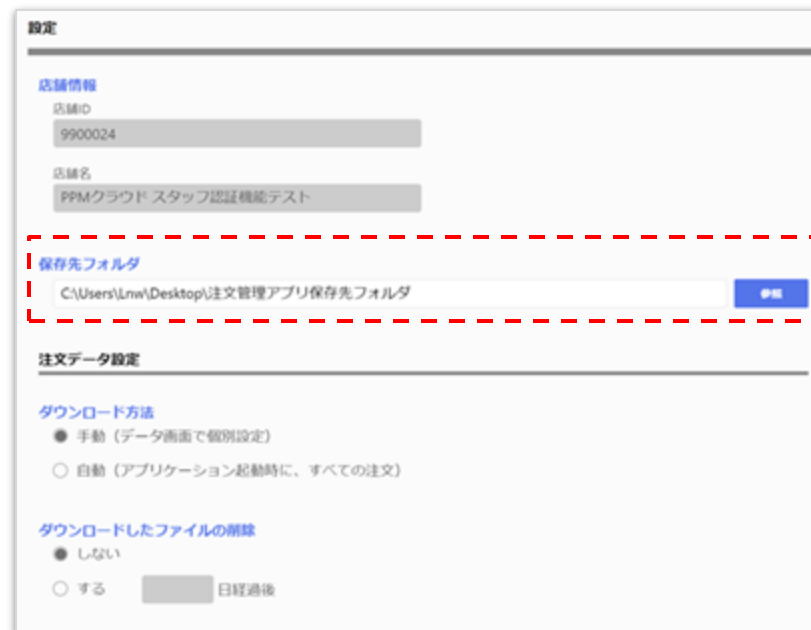 設定
店舗情報
店舗ID
9900024
店舗名
PPMクラウド スタッフ認証機能テスト
保存先フォルダ
C:\Users\Lnw\Desktop\注文管理アプリ保存先フォルダ 参照
注文データ設定
ダウンロード方法
手動（データ画面で個別設定）
自動（アプリケーション起動時に、すべての注文）
ダウンロードしたファイルの削除
しない
する 日経過後